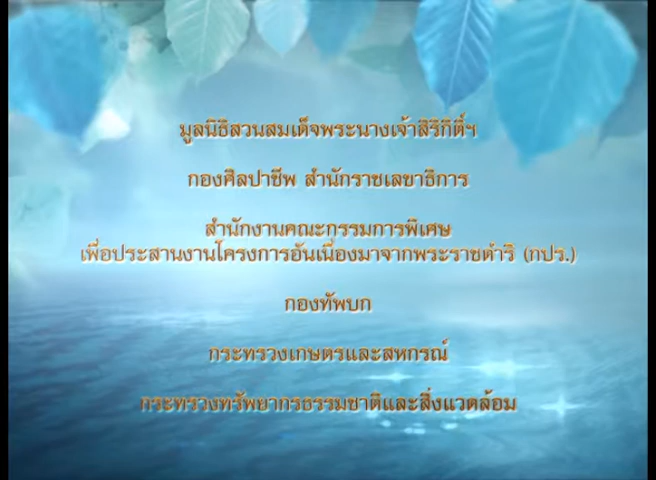 มูลนิธิสวนสมเด็จพระนางเจ้าสิริกิติ์ฯ
กองศิลปาชีพ สำนักราชเลขาธิการ
สำนักงานคณะกรรมการพิเศษ
เพื่อประสานงานโครงการอันเนื่องมาจากพระราชดำริ (กปร.)
กองทัพบก
กระทรวงเกษตรและสหกรณ์
กระทรวงทรัพยากรธรรมชาติและสิ่งแวดล้อม